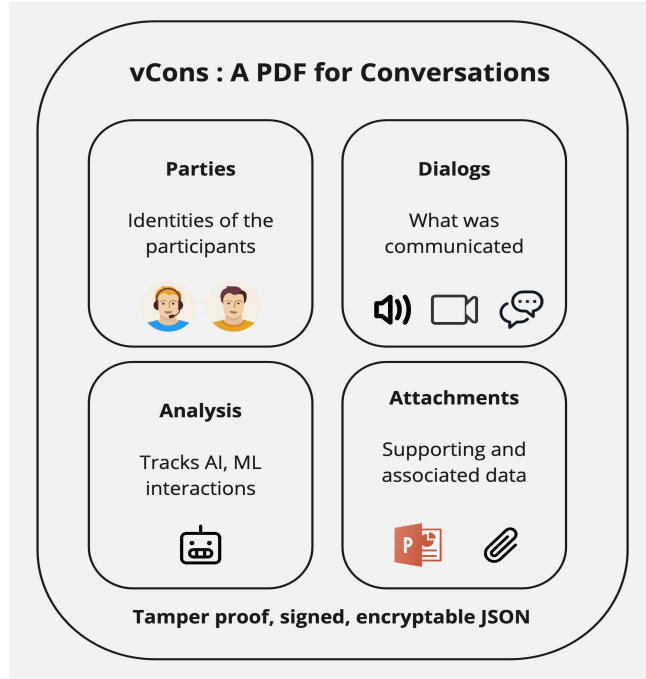 vCons : A PDF for Conversations
Parties
Identities of the
participants
Dialogs
What was
communicated
Analysis
Tracks AI, ML
interactions
Attachments
Supporting and
associated data
P
Tamper proof, signed, encryptable JSON